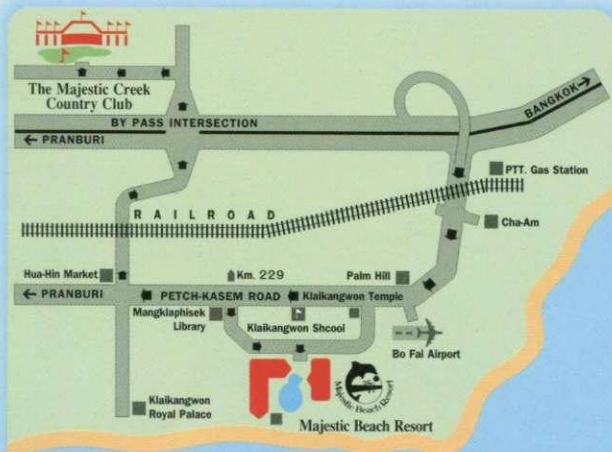 The Majestic Creek
Country Club
BY PASS INTERSECTION
BANGKOK →
← PRANBURI
PTT. Gas Station
RAILROAD
Cha-Am
Hua-Hin Market
Km. 229
Palm Hill
← PRANBURI
PETCH-KASEM ROAD
Klaikangwon Temple
Mangklaphisek
Library
Klaikangwon Shcool
Bo Fai Airport
Klaikangwon
Royal Palace
Majestic Beach Resort
Majestic Beach Resort